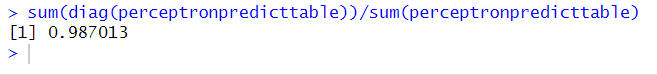 > sum(diag(perceptronpredicttable))/sum(perceptronpredicttable)
[1] 0.987013
>